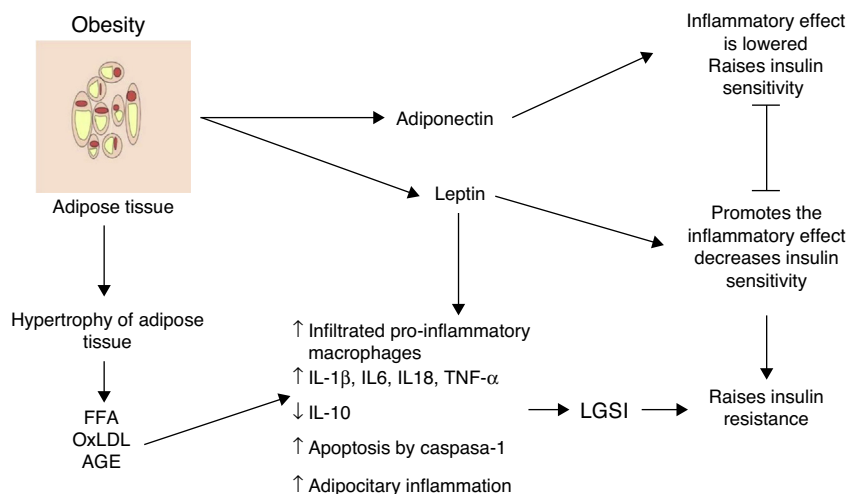 Obesity
Adipose tissue
Hypertrophy of adipose
tissue
FFA
OxLDL
AGE
Adiponectin
Leptin
↑ Infiltrated pro-inflammatory
macrophages
↑ IL-1β, IL6, IL18, TNF-α
↓ IL-10
↑ Apoptosis by caspasa-1
↑ Adipocitary inflammation
LGSI
Inflammatory effect
is lowered
Raises insulin
sensitivity
Promotes the
inflammatory effect
decreases insulin
sensitivity
Raises insulin
resistance